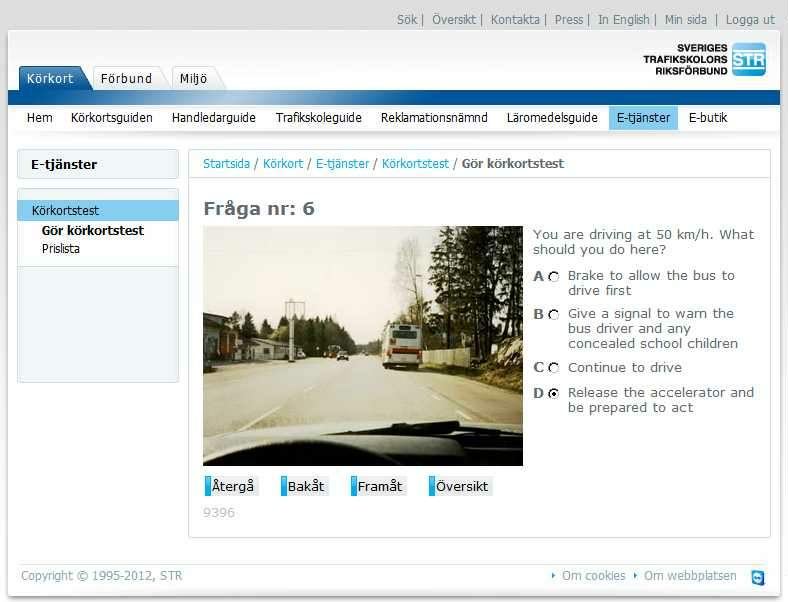 Sök | Översikt | Kontakta | Press | In English | Min sida | Logga ut
SVERIGES
TRAFIKSKOLORS
RIKSFÖRBUND
STR
Körkort Förbund Miljö
Hem Körkortsguiden Handledarguide Trafikskoleguide Reklamationsnämnd Läromedelsguide E-tjänster E-butik
E-tjänster
Körkortstest
Gör körkortstest
Prislista
Startsida / Körkort / E-tjänster / Körkortstest / Gör körkortstest
Fråga nr: 6
You are driving at 50 km/h. What
should you do here?
A Brake to allow the bus to
drive first
B Give a signal to warn the
bus driver and any
concealed school children
C Continue to drive
D Release the accelerator and
be prepared to act
Återgå Bakåt Framåt Översikt
9396
Copyright © 1995-2012, STR
Om cookies Om webbplatsen